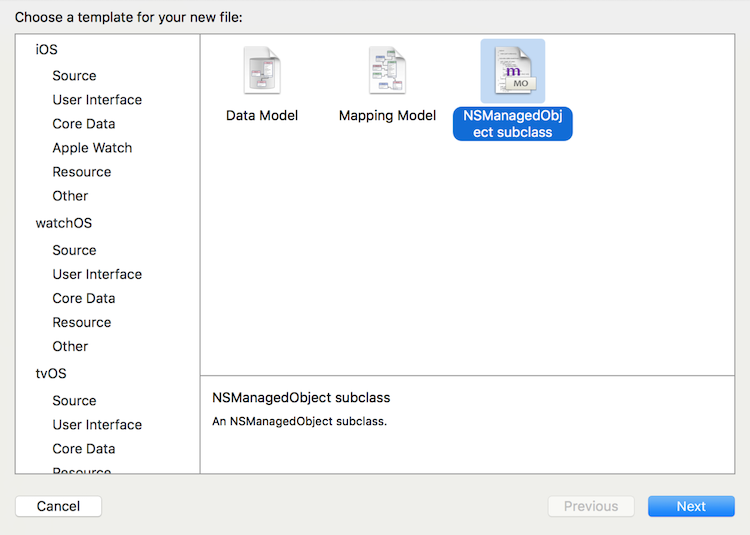 Choose a template for your new file:
iOS
Source
User Interface
Core Data
Apple Watch
Resource
Other
watchOS
Source
User Interface
Core Data
Resource
Other
tvOS
Source
User Interface
Core Data
Resource
Data Model
Mapping Model
m
MO
NSManagedObj
ect subclass
NSManagedObject subclass
An NSManagedObject subclass.
Cancel
Previous
Next